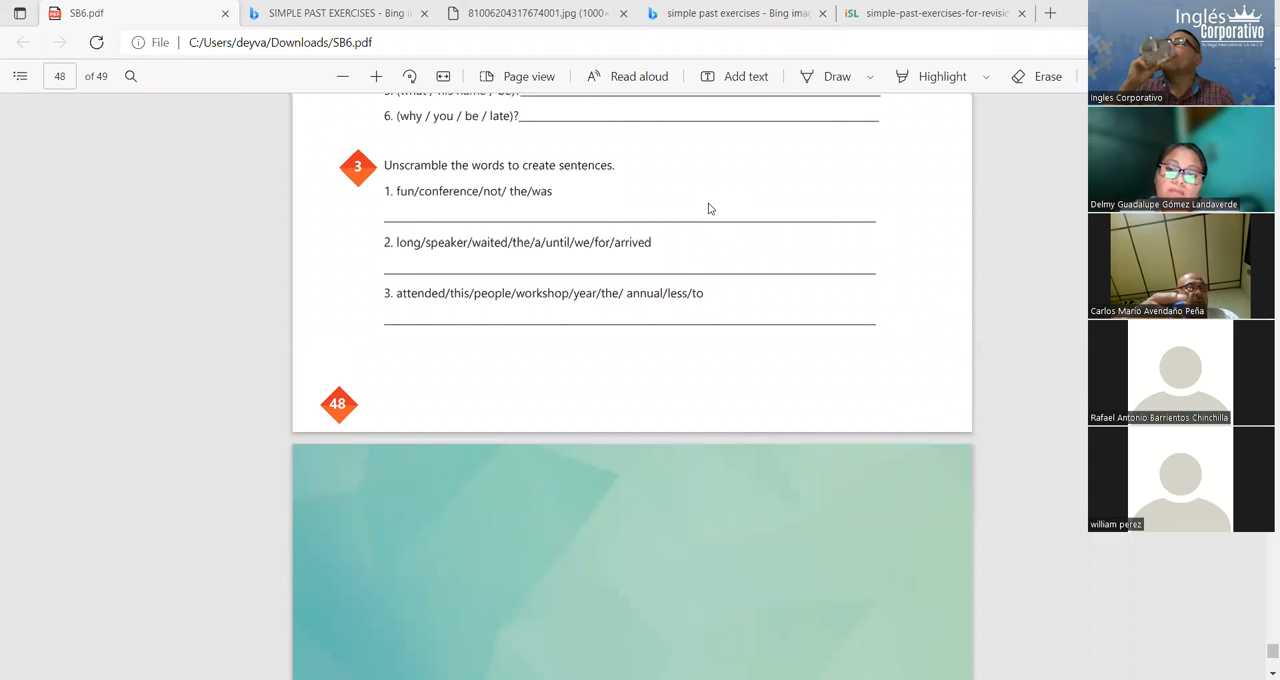 SB6.pdf
SIMPLE PAST EXERCISES - Bing i
81006204317674001.jpg (1000×
simple past exercises - Bing ima
iSL simple-past-exercises-for-revisi
File C:/Users/deyva/Downloads/SB6.pdf
48 of 49
Page view
Read aloud
Add text
Draw
Highlight
Erase
6. (why / you / be / late)?
3 Unscramble the words to create sentences.
1. fun/conference/not/ the/was
2. long/speaker/waited/the/a/until/we/for/arrived
3. attended/this/people/workshop/year/the/ annual/less/to
48
Inglés
Corporativo
Ingles Corporativo
Delmy Guadalupe Gómez Landaverde
Carlos Mario Avendaño Peña
Rafael Antonio Barrientos Chinchilla
william perez